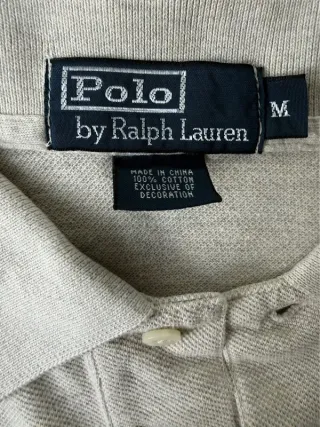 Polo
by Ralph Lauren
M
MADE IN CHINA
100% COTTON
EXCLUSIVE OF
DECORATION